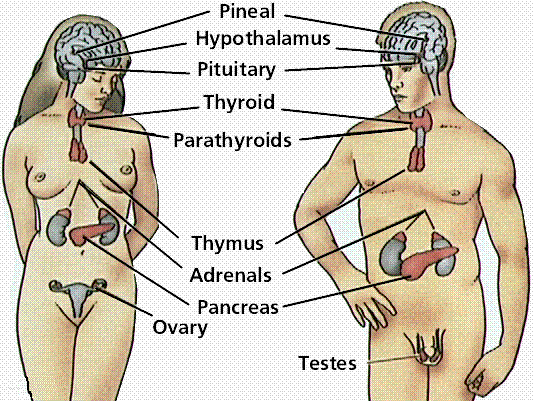 Pineal
Hypothalamus
Pituitary
Thyroid
Parathyroids
Thymus
Adrenals
Pancreas
Ovary
Testes